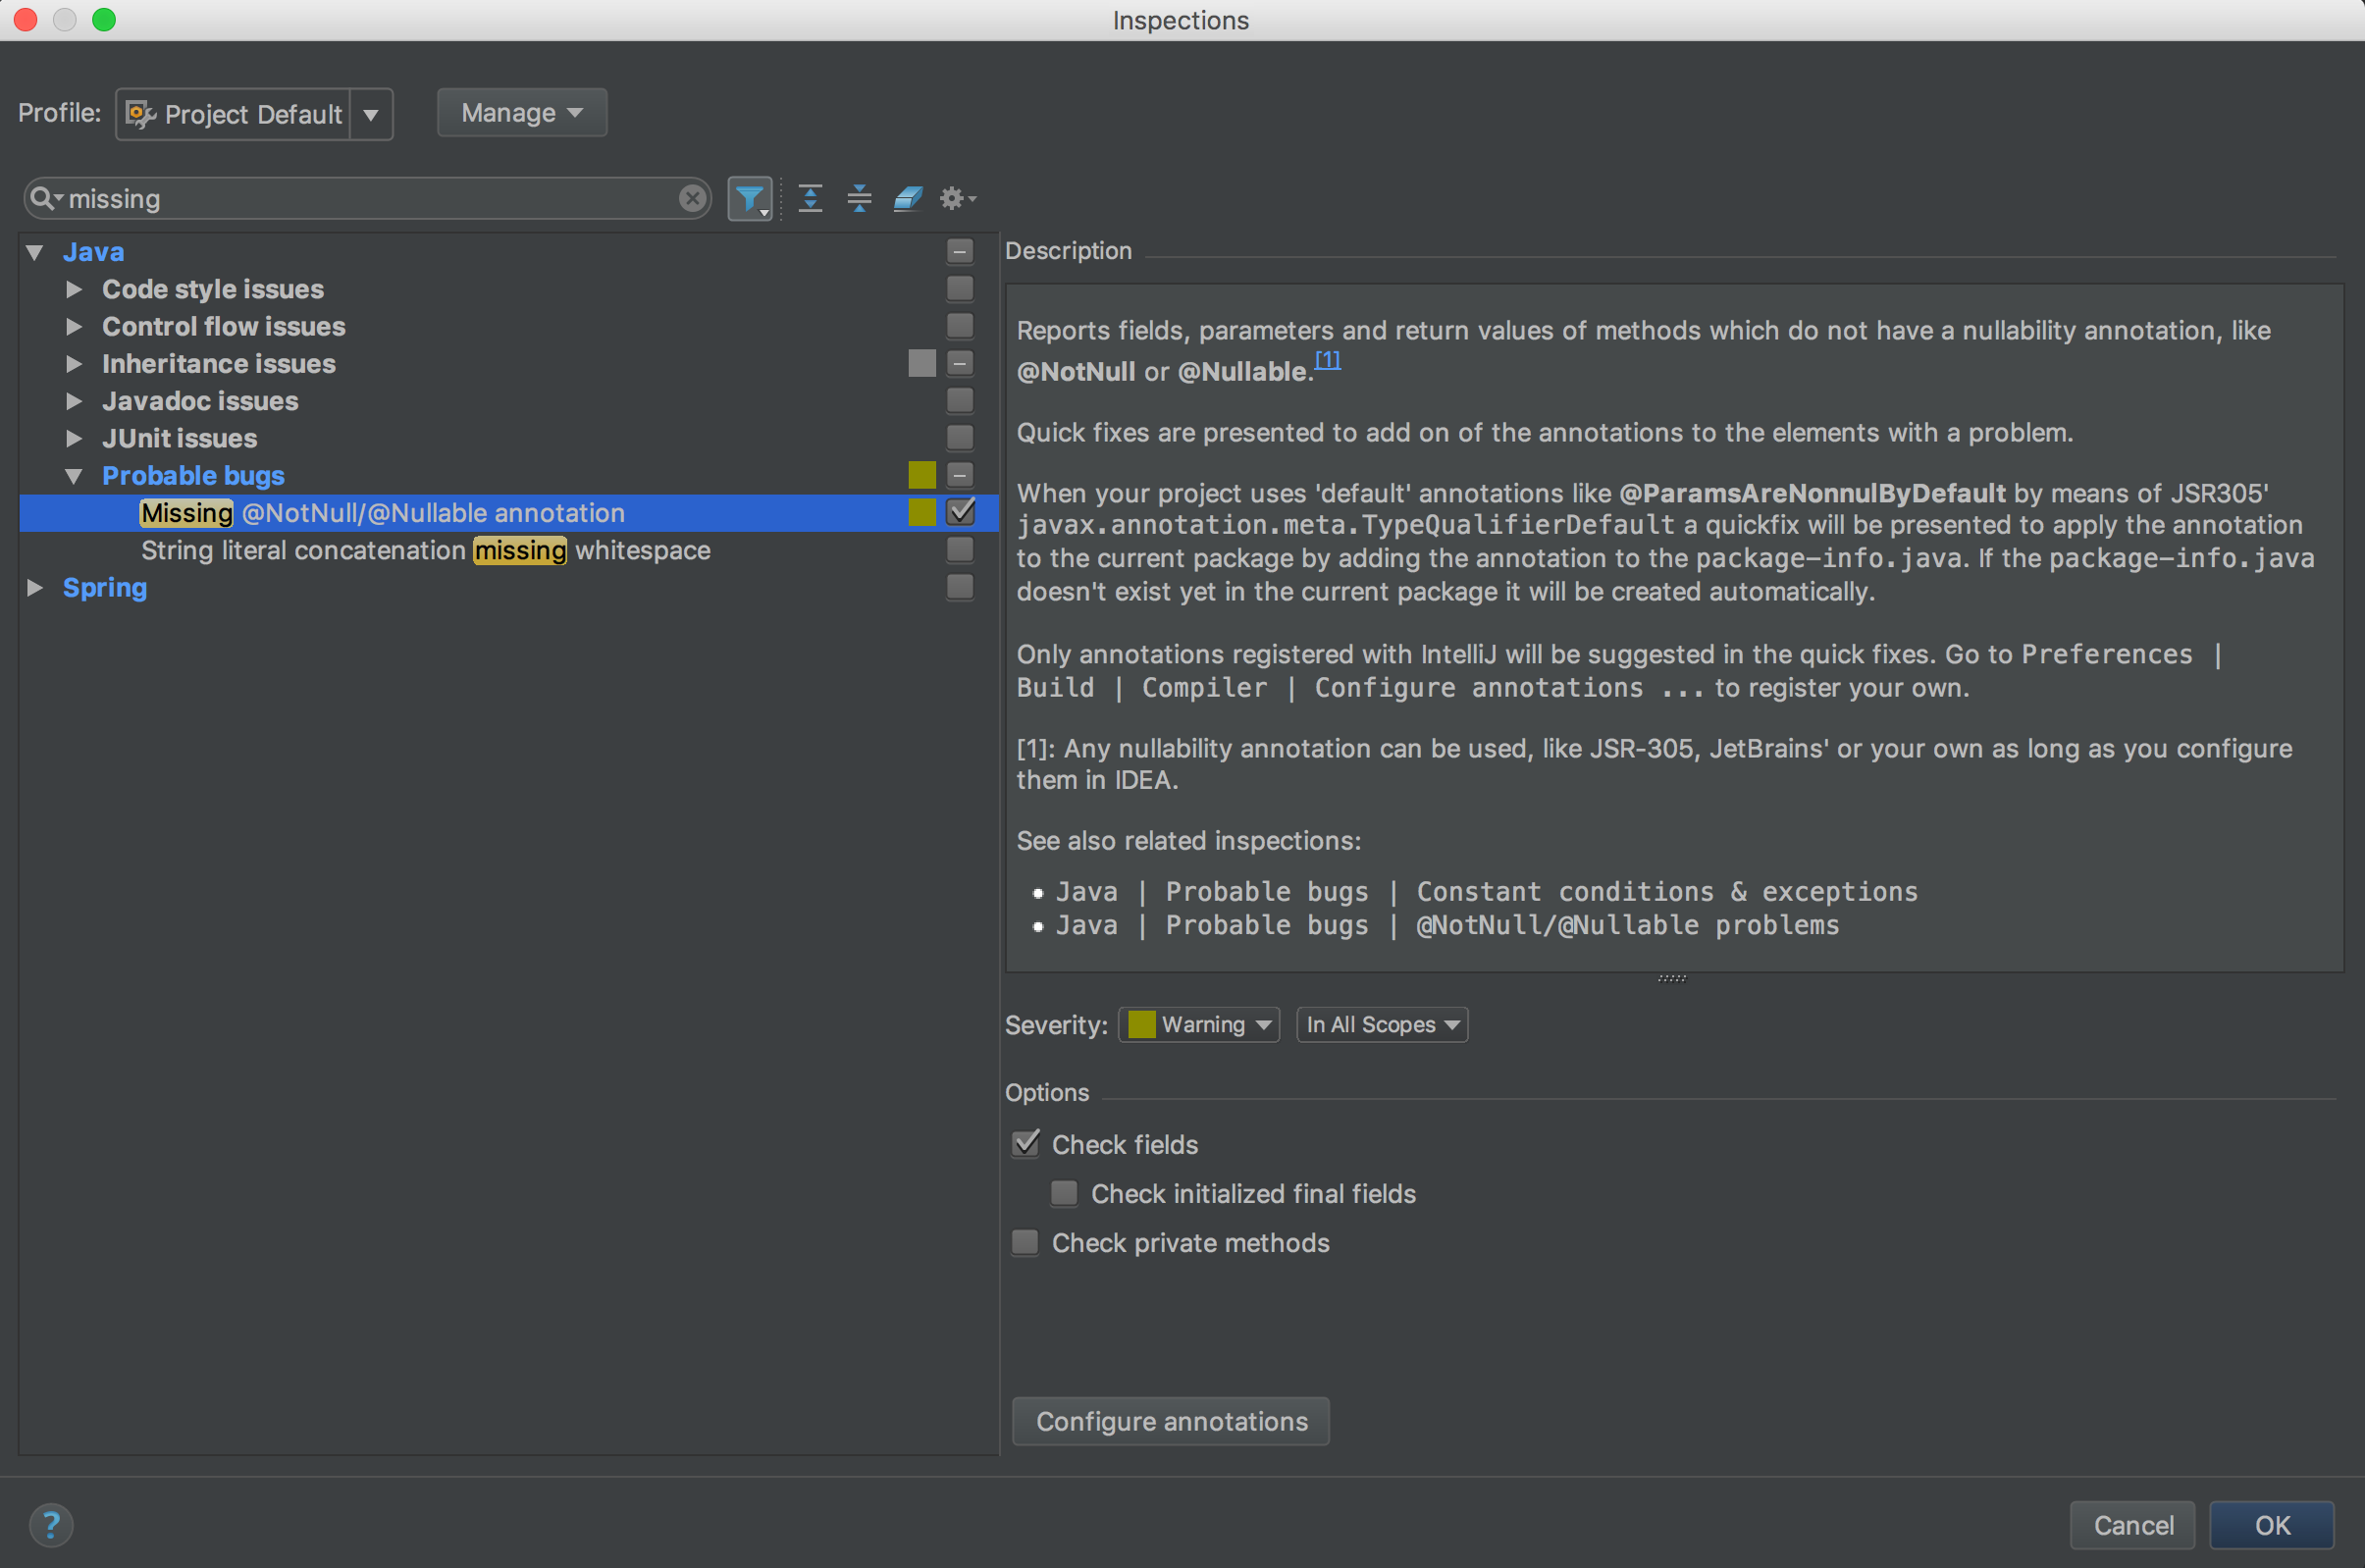 Inspections
Profile:
Project Default
Manage
missing
Java
Code style issues
Control flow issues
Inheritance issues
Javadoc issues
JUnit issues
Probable bugs
Missing @NotNull/@Nullable annotation
String literal concatenation missing whitespace
Spring
Description
Reports fields, parameters and return values of methods which do not have a nullability annotation, like
@NotNull or @Nullable.[1]
Quick fixes are presented to add on of the annotations to the elements with a problem.
When your project uses 'default' annotations like @ParamsAreNonnulByDefault by means of JSR305'
javax.annotation.meta.TypeQualifierDefault a quickfix will be presented to apply the annotation
to the current package by adding the annotation to the package-info.java. If the package-info.java
doesn't exist yet in the current package it will be created automatically.
Only annotations registered with IntelliJ will be suggested in the quick fixes. Go to Preferences |
Build | Compiler | Configure annotations ... to register your own.
[1]: Any nullability annotation can be used, like JSR-305, JetBrains' or your own as long as you configure
them in IDEA.
See also related inspections:
• Java | Probable bugs | Constant conditions & exceptions
• Java | Probable bugs | @NotNull/@Nullable problems
Severity:
Warning
In All Scopes
Options
Check fields
Check initialized final fields
Check private methods
Configure annotations
?
Cancel
OK